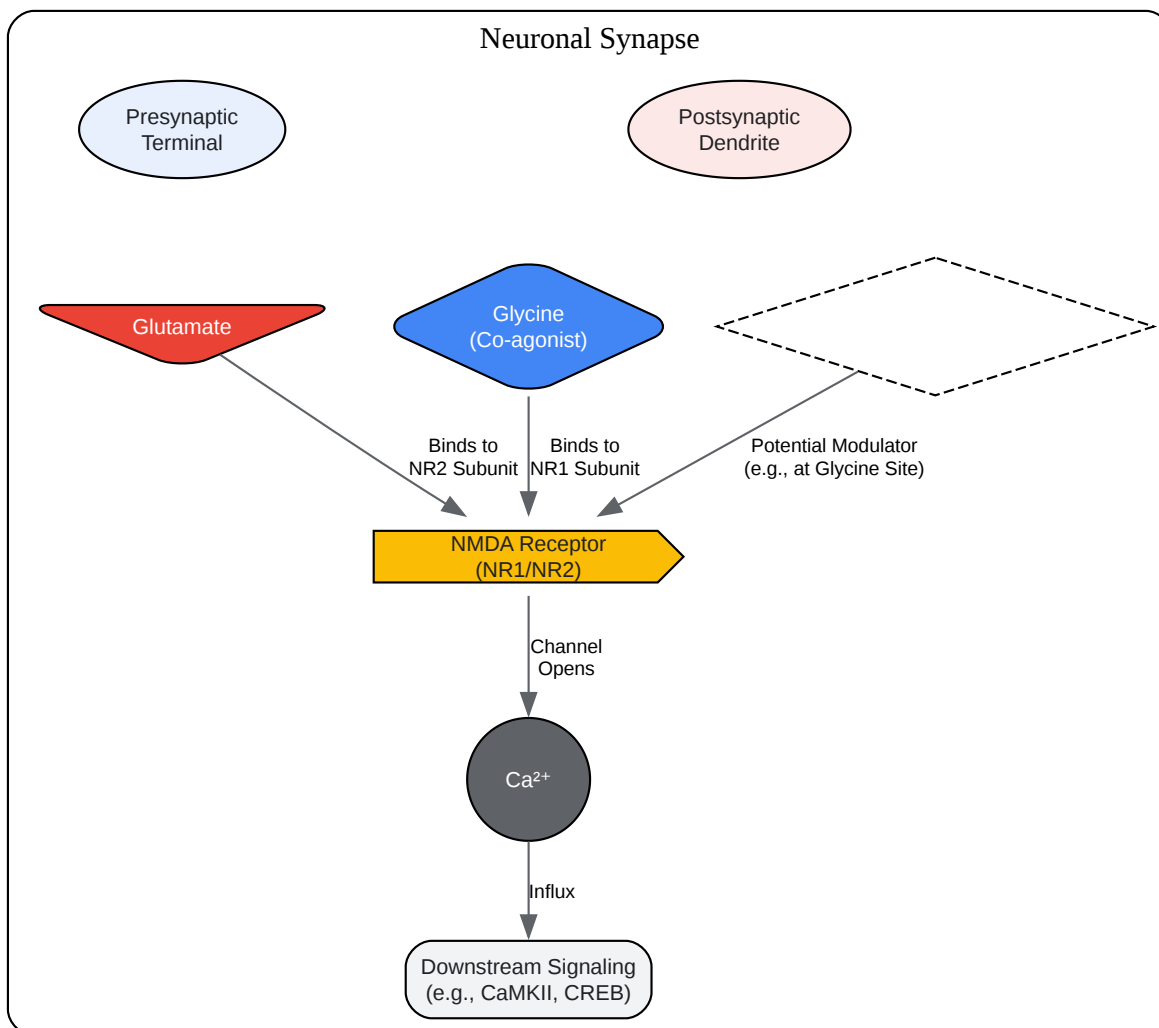 Neuronal Synapse
Presynaptic
Terminal
Postsynaptic
Dendrite
Glutamate
Glycine
(Co-agonist)
Binds to
NR2 Subunit
Binds to
NR1 Subunit
Potential Modulator
(e.g., at Glycine Site)
NMDA Receptor
(NR1/NR2)
Channel
Opens
Ca²⁺
Influx
Downstream Signaling
(e.g., CaMKII, CREB)